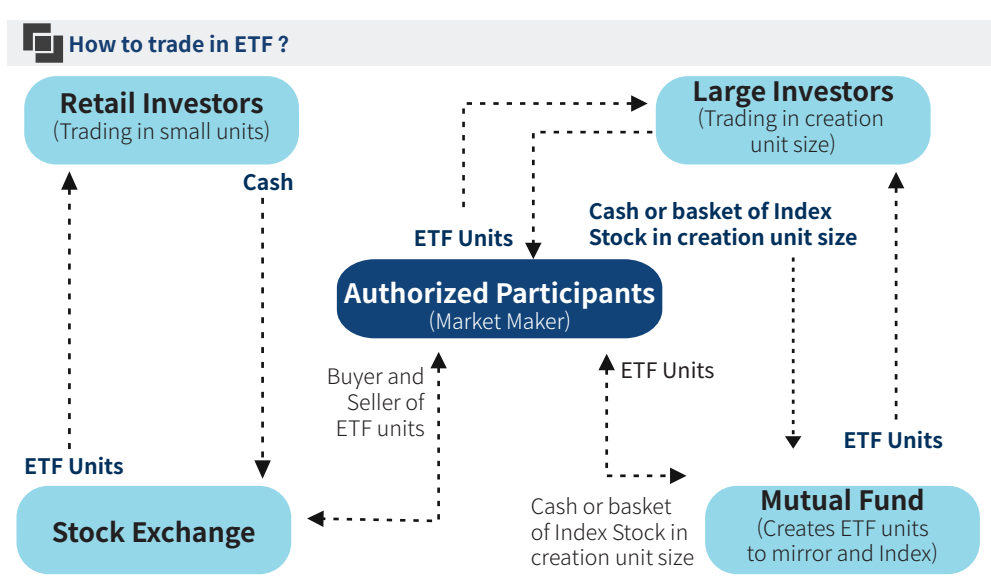 How to trade in ETF ?
Retail Investors
(Trading in small units)
Large Investors
(Trading in creation
unit size)
Cash
Cash or basket of Index
Stock in creation unit size
ETF Units
Authorized Participants
(Market Maker)
Buyer and
Seller of
ETF units
ETF Units
ETF Units
ETF Units
Stock Exchange
Cash or basket
of Index Stock in
creation unit size
Mutual Fund
(Creates ETF units
to mirror and Index)